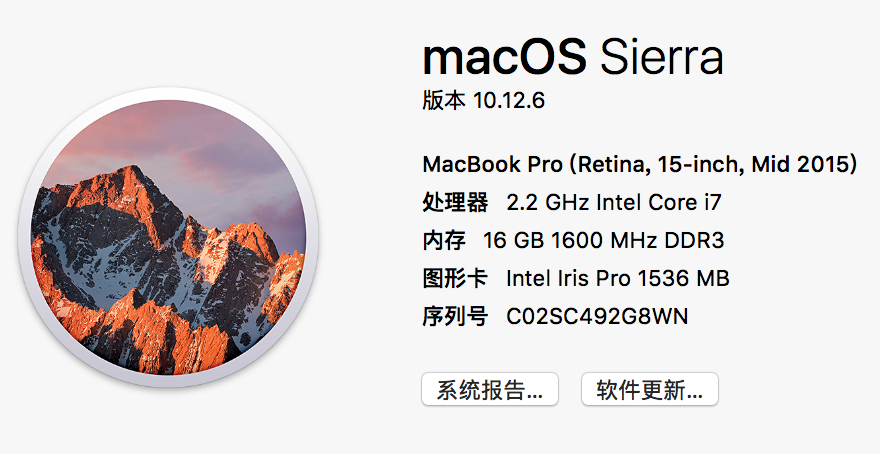 macOS Sierra
版本 10.12.6
MacBook Pro (Retina, 15-inch, Mid 2015)
处理器 2.2 GHz Intel Core i7
内存 16 GB 1600 MHz DDR3
图形卡 Intel Iris Pro 1536 MB
序列号 C02SC492G8WN
系统报告... 软件更新...